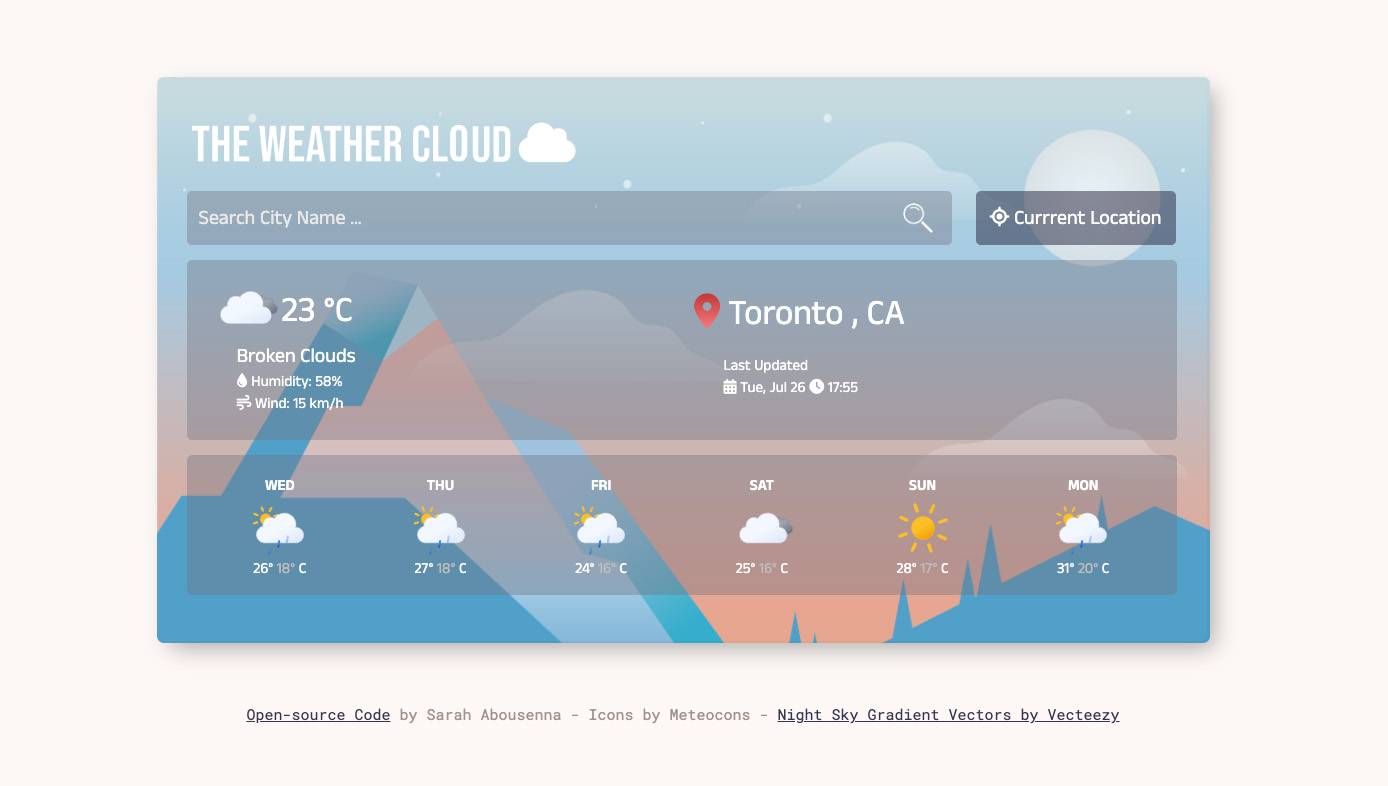 THE WEATHER CLOUD
Search City Name ...
Currrent Location
23 °C
Broken Clouds
Humidity: 58%
Wind: 15 km/h
Toronto , CA
Last Updated
Tue, Jul 26 17:55
WED THU FRI SAT SUN MON
26° 18° C 27° 18° C 24° 16° C 25° 16° C 28° 17° C 31° 20° C
Open-source Code by Sarah Abousenna - Icons by Meteocons - Night Sky Gradient Vectors by Vecteezy